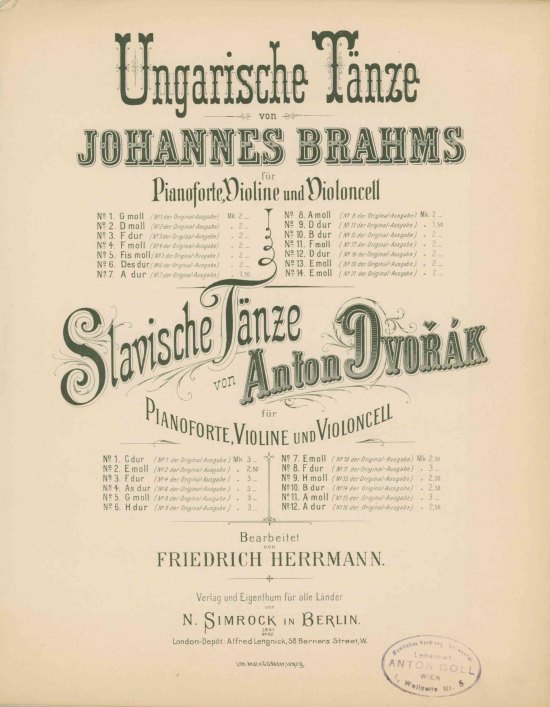 Ungarische Tänze
von
JOHANNES BRAHMS
für
Pianoforte, Violine und Violoncell
No 1. G moll (No 1 der Original-Ausgabe) Mk. 2._
No 2. D moll (No 2 der Original-Ausgabe) " 2._
No 3. F dur (No 3 der Original-Ausgabe) " 2._
No 4. F moll (No 4 der Original-Ausgabe) " 2._
No 5. Fis moll (No 5 der Original-Ausgabe) " 2._
No 6. Des dur (No 6 der Original-Ausgabe) " 2._
No 7. A dur (No 7 der Original-Ausgabe) " 1,50
No 8. A moll (No 8 der Original-Ausgabe) Mk. 2._
No 9. D dur (No 13 der Original-Ausgabe) " 1,50
No 10. B dur (No 15 der Original-Ausgabe) " 2._
No 11. F moll (No 17 der Original-Ausgabe) " 2._
No 12. D dur (der Original-Ausgabe) " 2._
No 13. E moll (der Original-Ausgabe) " 2._
No 14. E moll (No 21 der Original-Ausgabe) " 2._
Slavische Tänze
von Anton DVOŘÁK
für
PIANOFORTE, VIOLINE UND VIOLONCELL
No 1. C dur (No 1 der Original-Ausgabe) Mk. 3._
No 2. E moll (No 2 der Original-Ausgabe) " 2,50
No 3. F dur (No 4 der Original-Ausgabe) " 3._
No 4. As dur (No 6 der Original-Ausgabe) " 3._
No 5. G moll (No 8 der Original-Ausgabe) " 3._
No 6. H dur (No 9 der Original-Ausgabe) " 3._
No 7. E moll (No 10 der Original-Ausgabe) Mk. 2,50
No 8. F dur (No 11 der Original-Ausgabe) " 3._
No 9. H moll (der Original-Ausgabe) " 2,50
No 10. B dur (No 14 der Original-Ausgabe) " 2,50
No 11. A moll (No 15 der Original-Ausgabe) " 3._
No 12. A dur (No 16 der Original-Ausgabe) " 2,50
Bearbeitet
von
FRIEDRICH HERRMANN.
Verlag und Eigenthum für alle Länder
von
N. SIMROCK IN BERLIN.
London-Depôt: Alfred Lengnick, 58 Berners Street, W.
Leihanstalt
ANTON GOLL
WIEN
I., Wollzeile Nr. 5.